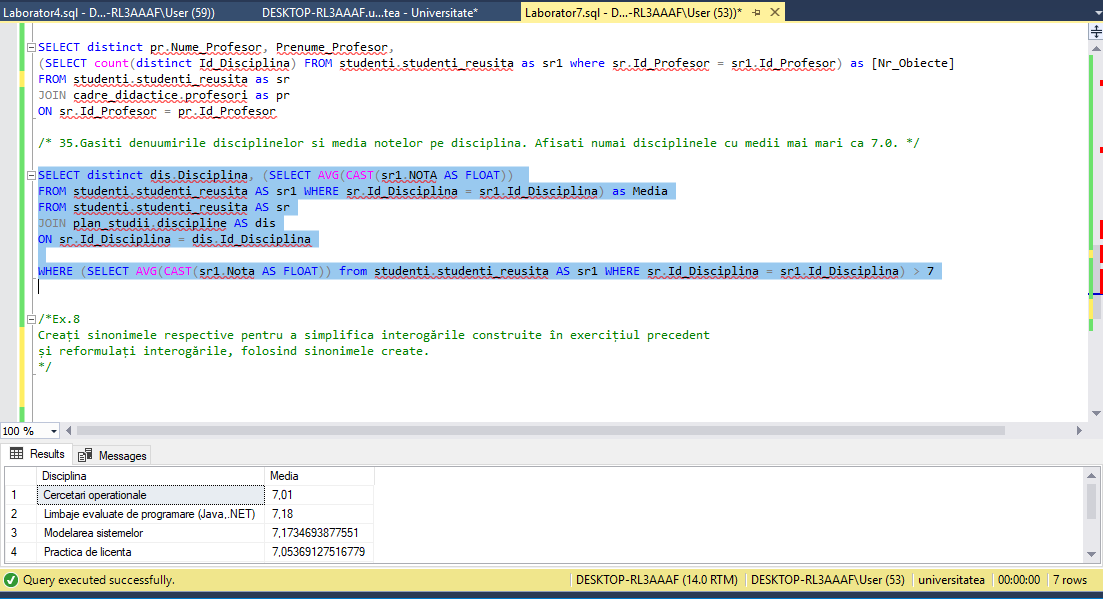 Laborator4.sql - D...-RL3AAAF\User (59)) DESKTOP-RL3AAAF.u...tea - Universitate* Laborator7.sql - D...-RL3AAAF\User (53))*
SELECT distinct pr.Nume_Profesor, Prenume_Profesor,
(SELECT count(distinct Id_Disciplina) FROM studenti.studenti_reusita as sr1 where sr.Id_Profesor = sr1.Id_Profesor) as [Nr_Obiecte]
FROM studenti.studenti_reusita as sr
JOIN cadre_didactice.profesori as pr
ON sr.Id_Profesor = pr.Id_Profesor
/* 35.Gasiti denuumirile disciplinelor si media notelor pe disciplina. Afisati numai disciplinele cu medii mai mari ca 7.0. */
SELECT distinct dis.Disciplina, (SELECT AVG(CAST(sr1.NOTA AS FLOAT))
FROM studenti.studenti_reusita AS sr1 WHERE sr.Id_Disciplina = sr1.Id_Disciplina) as Media
FROM studenti.studenti_reusita AS sr
JOIN plan_studii.discipline AS dis
ON sr.Id_Disciplina = dis.Id_Disciplina
WHERE (SELECT AVG(CAST(sr1.Nota AS FLOAT)) from studenti.studenti_reusita AS sr1 WHERE sr.Id_Disciplina = sr1.Id_Disciplina) > 7
/*Ex.8
Creați sinonimele respective pentru a simplifica interogările construite în exercițiul precedent
și reformulați interogările, folosind sinonimele create.
*/
100 %
Results Messages
Disciplina Media
1 Cercetari operationale 7,01
2 Limbaje evaluate de programare (Java,.NET) 7,18
3 Modelarea sistemelor 7,1734693877551
4 Practica de licenta 7,05369127516779
Query executed successfully. DESKTOP-RL3AAAF (14.0 RTM) DESKTOP-RL3AAAF\User (53) universitatea 00:00:00 7 rows